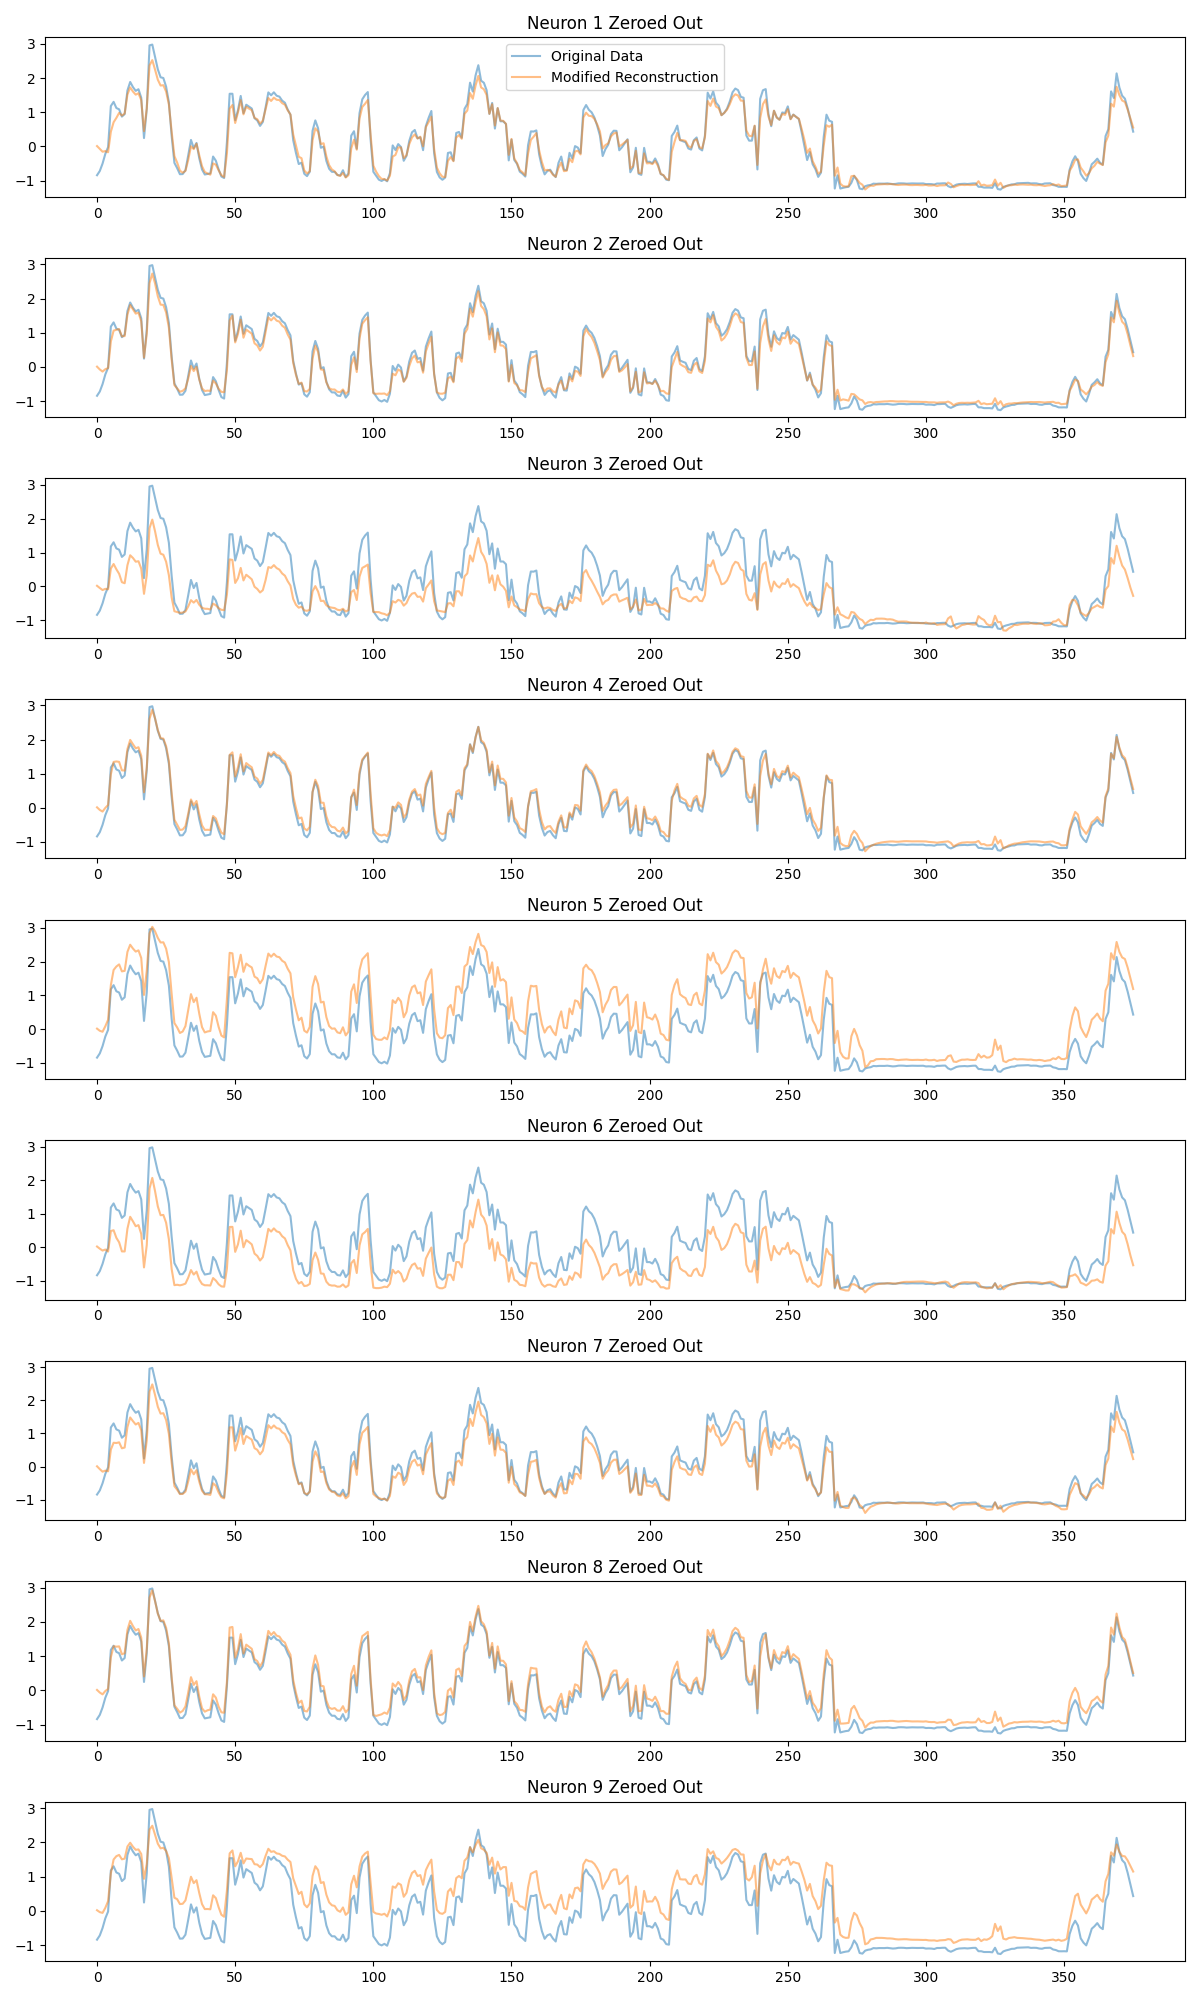 Neuron 1 Zeroed Out
Original Data
Modified Reconstruction
3
2
1
0
−1
0 50 100 150 200 250 300 350
Neuron 2 Zeroed Out
3
2
1
0
−1
0 50 100 150 200 250 300 350
Neuron 3 Zeroed Out
3
2
1
0
−1
0 50 100 150 200 250 300 350
Neuron 4 Zeroed Out
3
2
1
0
−1
0 50 100 150 200 250 300 350
Neuron 5 Zeroed Out
3
2
1
0
−1
0 50 100 150 200 250 300 350
Neuron 6 Zeroed Out
3
2
1
0
−1
0 50 100 150 200 250 300 350
Neuron 7 Zeroed Out
3
2
1
0
−1
0 50 100 150 200 250 300 350
Neuron 8 Zeroed Out
3
2
1
0
−1
0 50 100 150 200 250 300 350
Neuron 9 Zeroed Out
3
2
1
0
−1
0 50 100 150 200 250 300 350